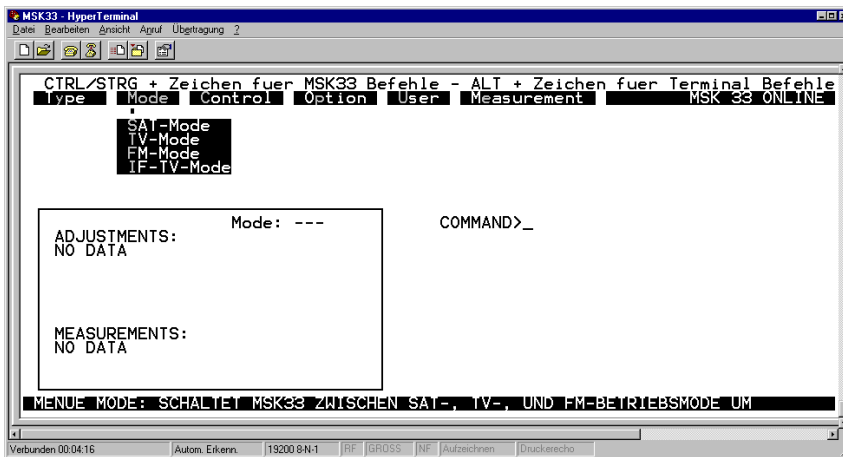 MSK33 - HyperTerminal
Datei Bearbeiten Ansicht Anruf Übertragung ?
CTRL/STRG + Zeichen fuer MSK33 Befehle - ALT + Zeichen fuer Terminal Befehle
Type Mode Control Option User Measurement MSK 33 ONLINE
SAT-Mode
TV-Mode
FM-Mode
IF-TV-Mode
Mode: ---
COMMAND>_
ADJUSTMENTS:
NO DATA
MEASUREMENTS:
NO DATA
MENUE MODE: SCHALTET MSK33 ZWISCHEN SAT-, TV-, UND FM-BETRIEBSMODE UM
Verbunden 00:04:16 Autom. Erkenn. 19200 8-N-1 RF GROSS NF Aufzeichnen Druckerecho